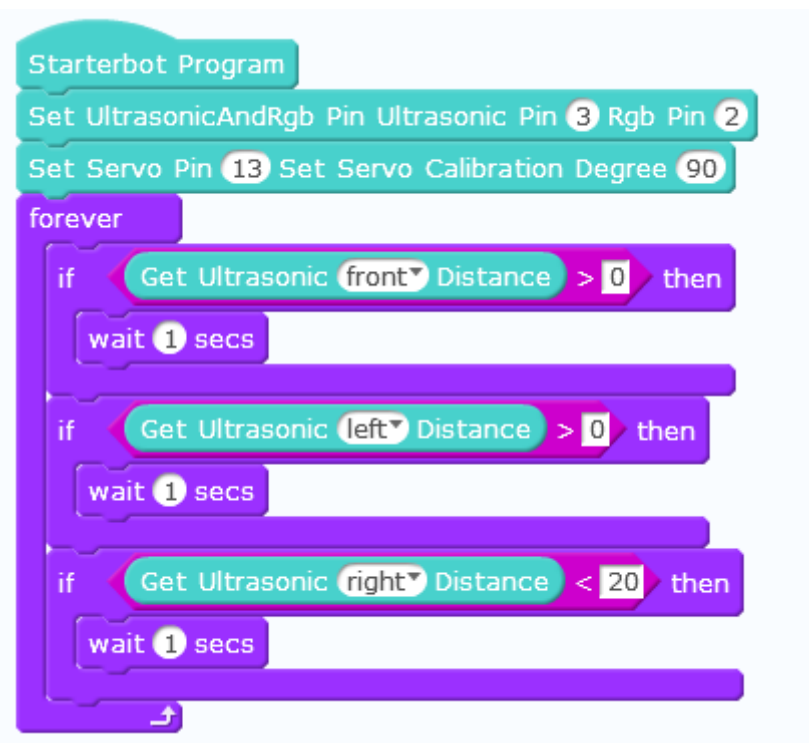 Starterbot Program
Set UltrasonicAndRgb Pin Ultrasonic Pin 3 Rgb Pin 2
Set Servo Pin 13 Set Servo Calibration Degree 90
forever
if Get Ultrasonic front Distance > 0 then
wait 1 secs
if Get Ultrasonic left Distance > 0 then
wait 1 secs
if Get Ultrasonic right Distance < 20 then
wait 1 secs